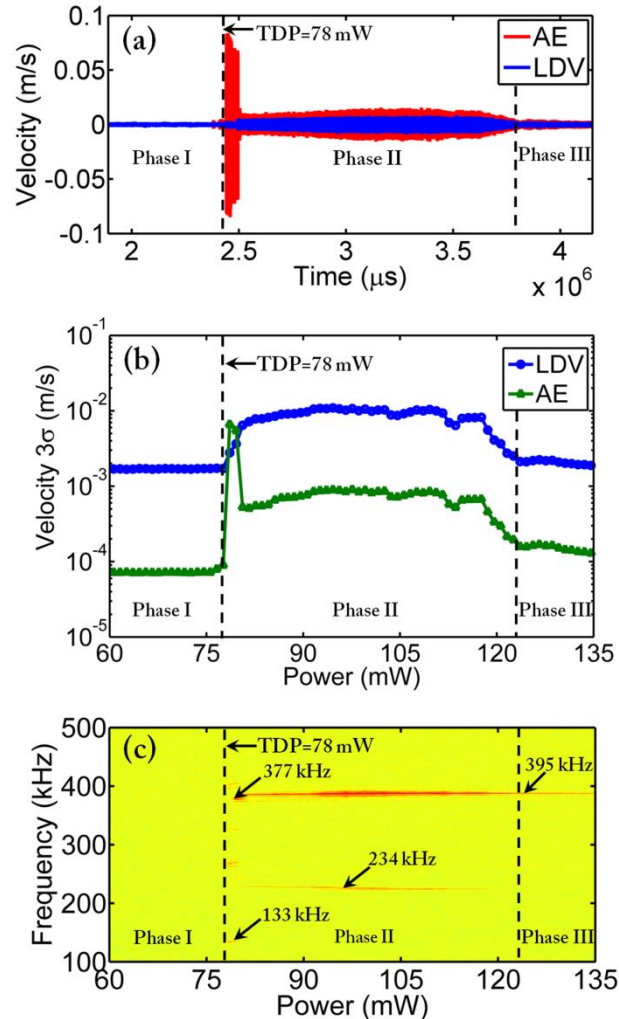 (a)
TDP=78 mW
AE
LDV
Velocity (m/s)
0.1
0.05
0
-0.05
-0.1
Phase I
Phase II
Phase III
2
2.5
3
3.5
4
Time (μs)
x 10⁶
(b)
TDP=78 mW
LDV
AE
Velocity 3σ (m/s)
10⁻¹
10⁻²
10⁻³
10⁻⁴
10⁻⁵
Phase I
Phase II
Phase III
60
75
90
105
120
135
Power (mW)
(c)
TDP=78 mW
377 kHz
395 kHz
234 kHz
133 kHz
Frequency (kHz)
500
400
300
200
100
Phase I
Phase II
Phase III
60
75
90
105
120
135
Power (mW)